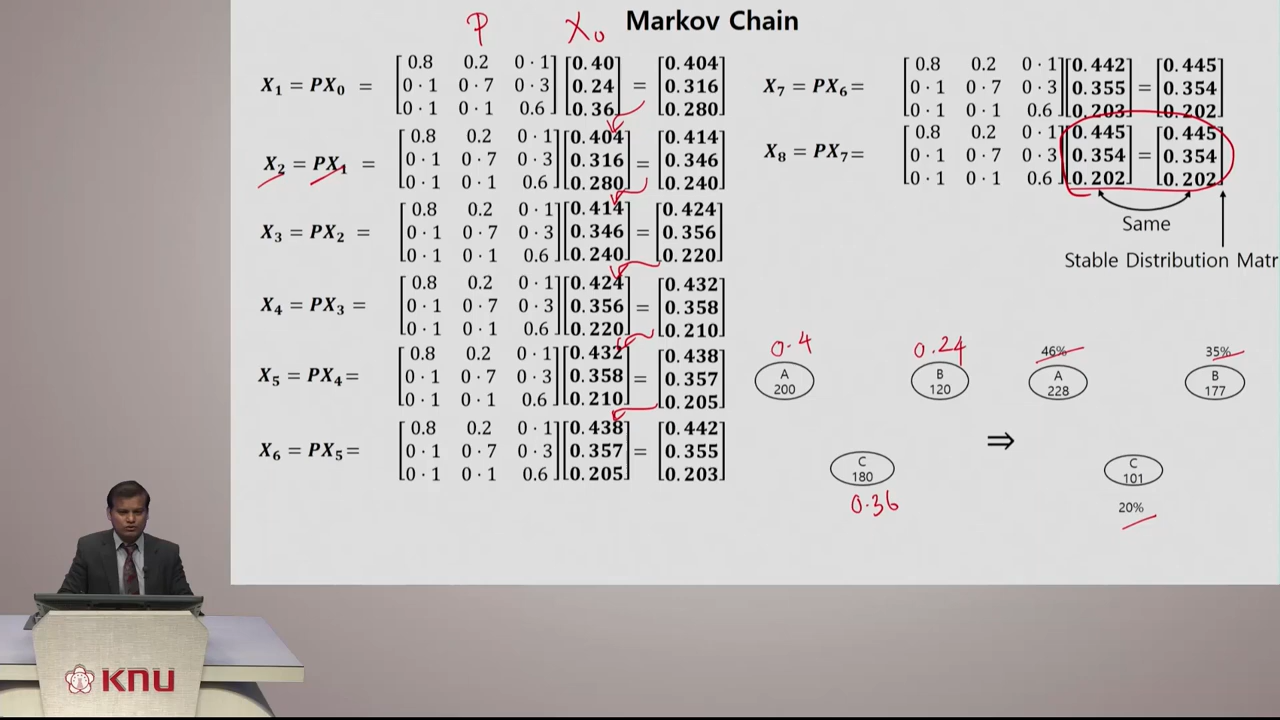 Markov Chain
P X₀
X₁ = PX₀ = [0.8 0.2 0·1] [0.40] = [0.404]
[0·1 0·7 0·3] [0.24] [0.316]
[0·1 0·1 0.6] [0.36] [0.280]
X₂ = PX₁ = [0.8 0.2 0·1] [0.404] = [0.414]
[0·1 0·7 0·3] [0.316] [0.346]
[0·1 0·1 0.6] [0.280] [0.240]
X₃ = PX₂ = [0.8 0.2 0·1] [0.414] = [0.424]
[0·1 0·7 0·3] [0.346] [0.356]
[0·1 0·1 0.6] [0.240] [0.220]
X₄ = PX₃ = [0.8 0.2 0·1] [0.424] = [0.432]
[0·1 0·7 0·3] [0.356] [0.358]
[0·1 0·1 0.6] [0.220] [0.210]
X₅ = PX₄= [0.8 0.2 0·1] [0.432] = [0.438]
[0·1 0·7 0·3] [0.358] [0.357]
[0·1 0·1 0.6] [0.210] [0.205]
X₆ = PX₅= [0.8 0.2 0·1] [0.438] = [0.442]
[0·1 0·7 0·3] [0.357] [0.355]
[0·1 0·1 0.6] [0.205] [0.203]
X₇ = PX₆= [0.8 0.2 0·1] [0.442] = [0.445]
[0·1 0·7 0·3] [0.355] [0.354]
[0·1 0·1 0.6] [0.203] [0.202]
X₈ = PX₇= [0.8 0.2 0·1] [0.445] = [0.445]
[0·1 0·7 0·3] [0.354] [0.354]
[0·1 0·1 0.6] [0.202] [0.202]
Same
Stable Distribution Matr
0.4 0.24
A B
200 120
C
180
0.36
⇒
46% 35%
A B
228 177
C
101
20%
KNU